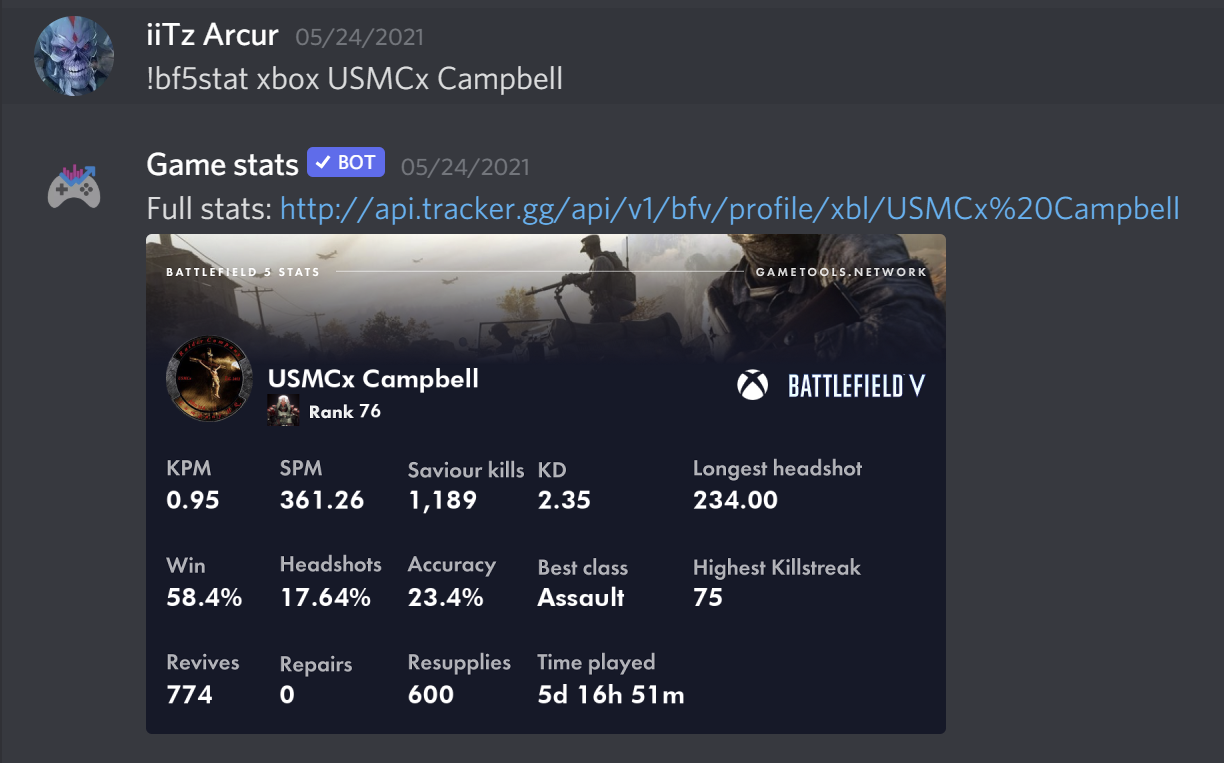 iiTz Arcur 05/24/2021
!bf5stat xbox USMCx Campbell
Game stats BOT 05/24/2021
Full stats: http://api.tracker.gg/api/v1/bfv/profile/xbl/USMCx%20Campbell
BATTLEFIELD 5 STATS GAMETOOLS.NETWORK
USMCx Campbell
Rank 76
BATTLEFIELD V
KPM SPM Saviour kills KD Longest headshot
0.95 361.26 1,189 2.35 234.00
Win Headshots Accuracy Best class Highest Killstreak
58.4% 17.64% 23.4% Assault 75
Revives Repairs Resupplies Time played
774 0 600 5d 16h 51m